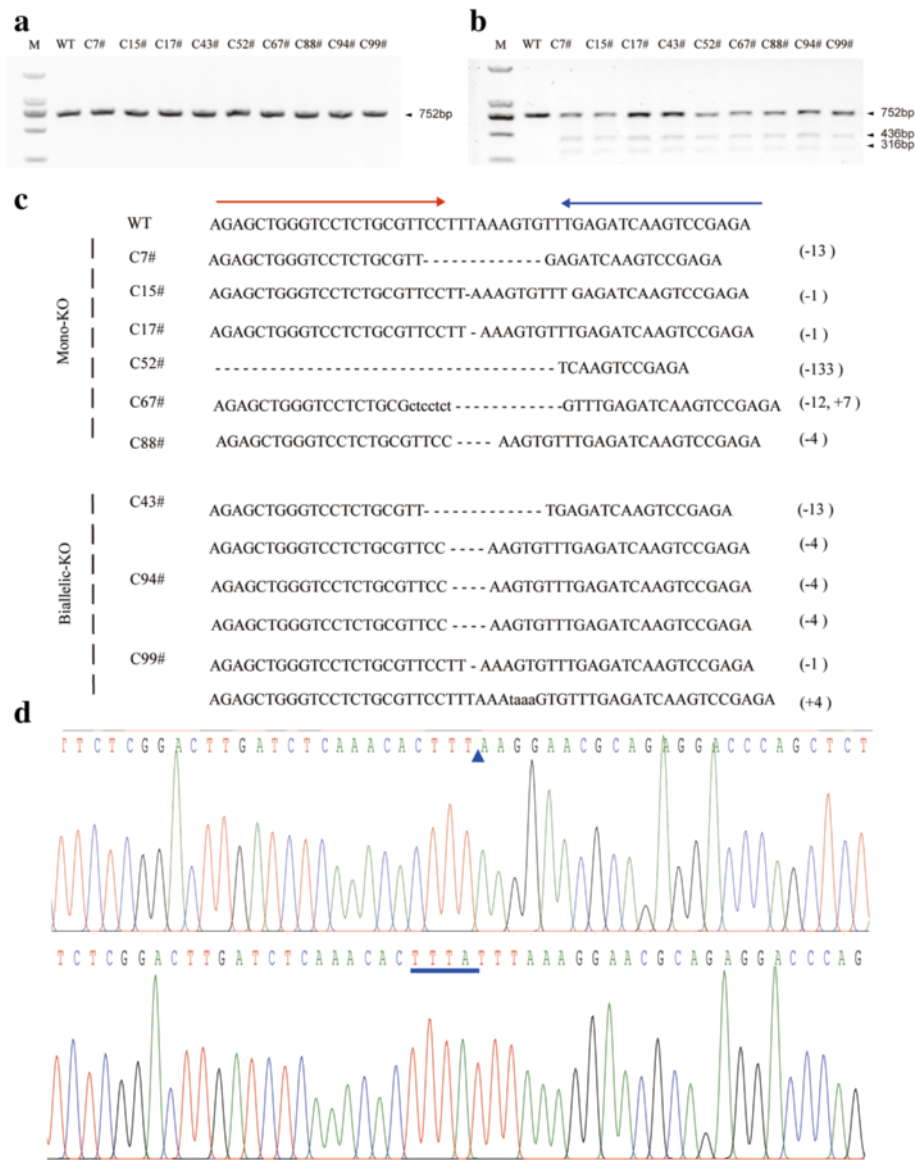 a
M WT C7# C15# C17# C43# C52# C67# C88# C94# C99#
752bp
b
M WT C7# C15# C17# C43# C52# C67# C88# C94# C99#
752bp
436bp
316bp
c
WT AGAGCTGGGTCCTCTGCGTTCCTTTAAAGTGTTTGAGATCAAGTCCGAGA
Mono-KO
C7# AGAGCTGGGTCCTCTGCGTT- - - - - - - - - - - - -GAGATCAAGTCCGAGA (-13 )
C15# AGAGCTGGGTCCTCTGCGTTCCTT-AAAGTGTTT GAGATCAAGTCCGAGA (-1 )
C17# AGAGCTGGGTCCTCTGCGTTCCTT - AAAGTGTTTGAGATCAAGTCCGAGA (-1 )
C52# - - - - - - - - - - - - - - - - - - - - - - - - - - - - - - - - - - - -TCAAGTCCGAGA (-133 )
C67# AGAGCTGGGTCCTCTGCGctcctct- - - - - - - - - - - -GTTTGAGATCAAGTCCGAGA (-12, +7 )
C88# AGAGCTGGGTCCTCTGCGTTCC - - - - AAGTGTTTGAGATCAAGTCCGAGA (-4 )
Biallelic-KO
C43# AGAGCTGGGTCCTCTGCGTT- - - - - - - - - - - - -TGAGATCAAGTCCGAGA (-13 )
AGAGCTGGGTCCTCTGCGTTCC - - - - AAGTGTTTGAGATCAAGTCCGAGA (-4 )
C94# AGAGCTGGGTCCTCTGCGTTCC - - - - AAGTGTTTGAGATCAAGTCCGAGA (-4 )
AGAGCTGGGTCCTCTGCGTTCC - - - - AAGTGTTTGAGATCAAGTCCGAGA (-4 )
C99# AGAGCTGGGTCCTCTGCGTTCCTT - AAAGTGTTTGAGATCAAGTCCGAGA (-1 )
AGAGCTGGGTCCTCTGCGTTCCTTTAAAtaaaGTGTTTGAGATCAAGTCCGAGA (+4 )
d
T T C T C G G A C T T G A T C T C A A A C A C T T T A A G G A A C G C A G A G G A C C C A G C T C T
T C T C G G A C T T G A T C T C A A A C A C T T T A T T T A A A G G A A C G C A G A G G A C C C A G